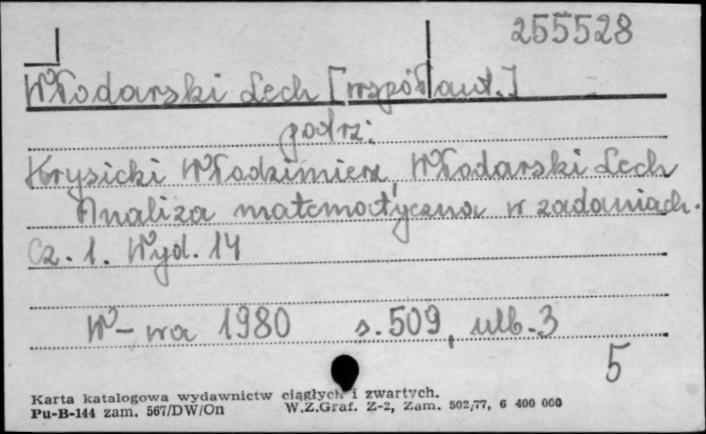 255528
Włodarski Lech [współaut.]
podrz:
Krysicki Włodzimierz, Włodarski Lech
Analiza matematyczna w zadaniach.
Cz. 1. Wyd. 14
W-wa 1980 s. 509, ulb. 3
5
Karta katalogowa wydawnictw ciągłych i zwartych.
Pu-B-144 zam. 567/DW/On W.Z.Graf. Z-2, Zam. 502/77, 6 400 000